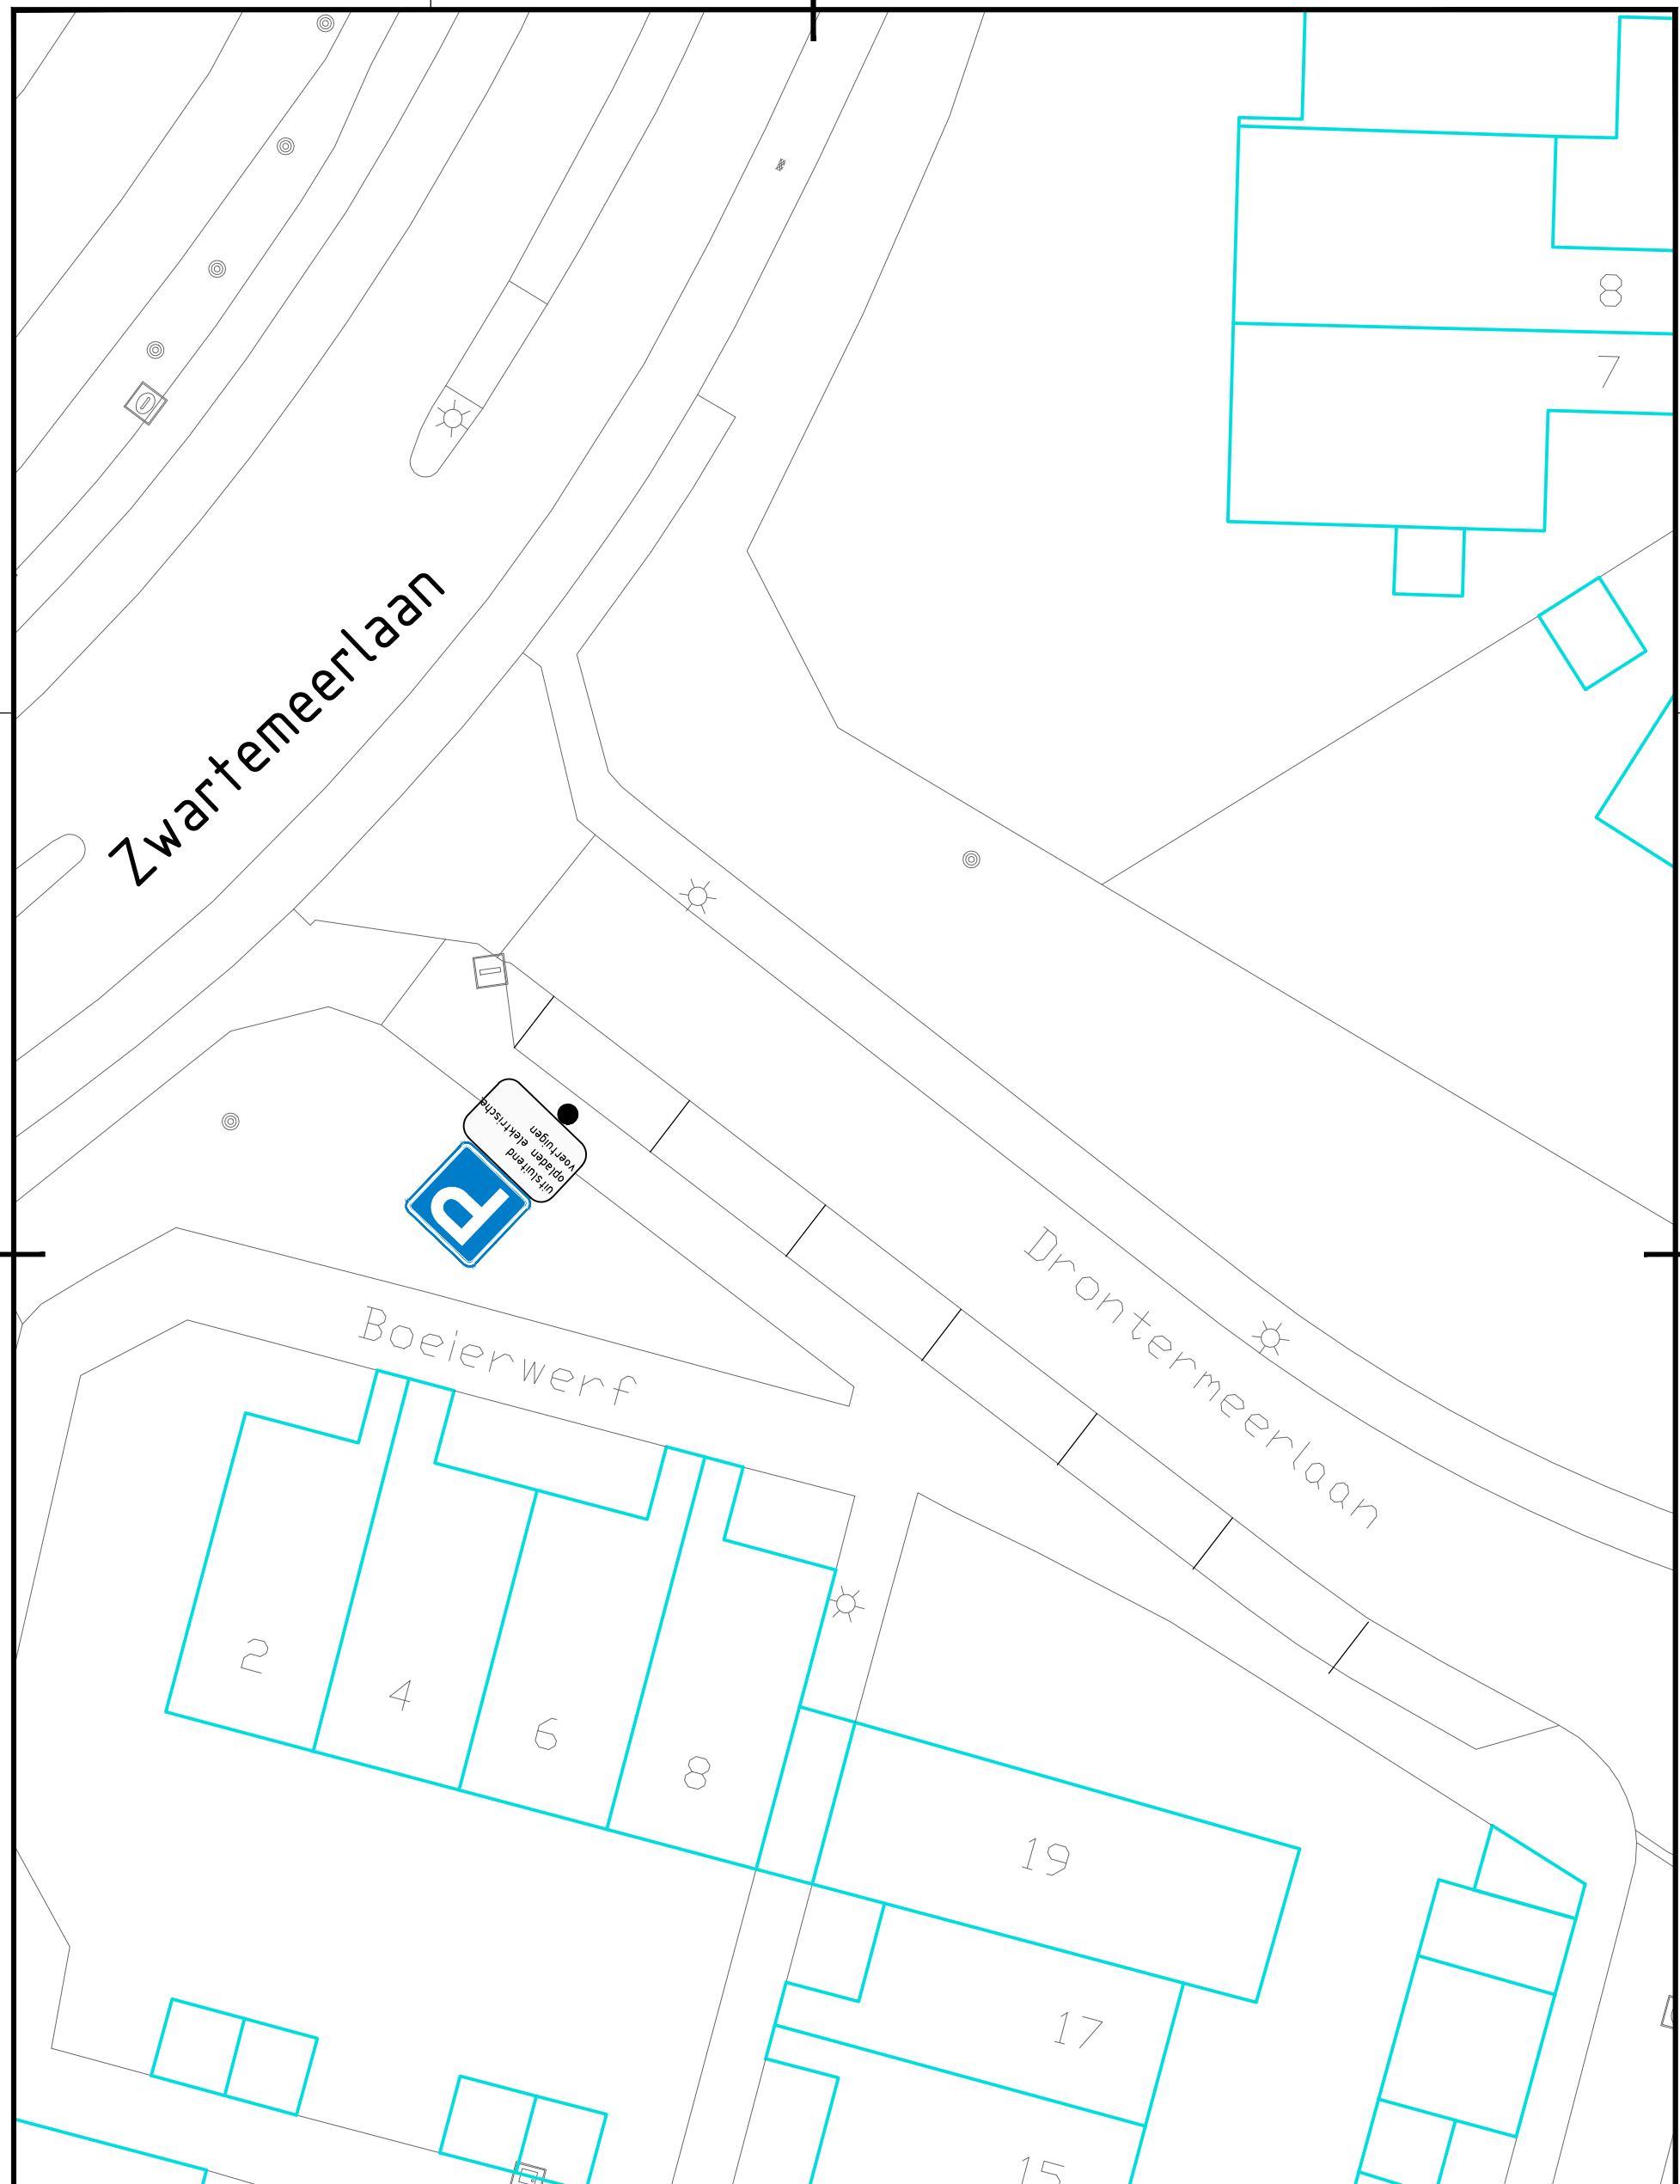 8
7
Zwartemeerlaan
uitsluitend
opladen elektrische
voertuigen
P
Drontermeerlaan
Boeierwerf
2
4
6
8
19
17
15